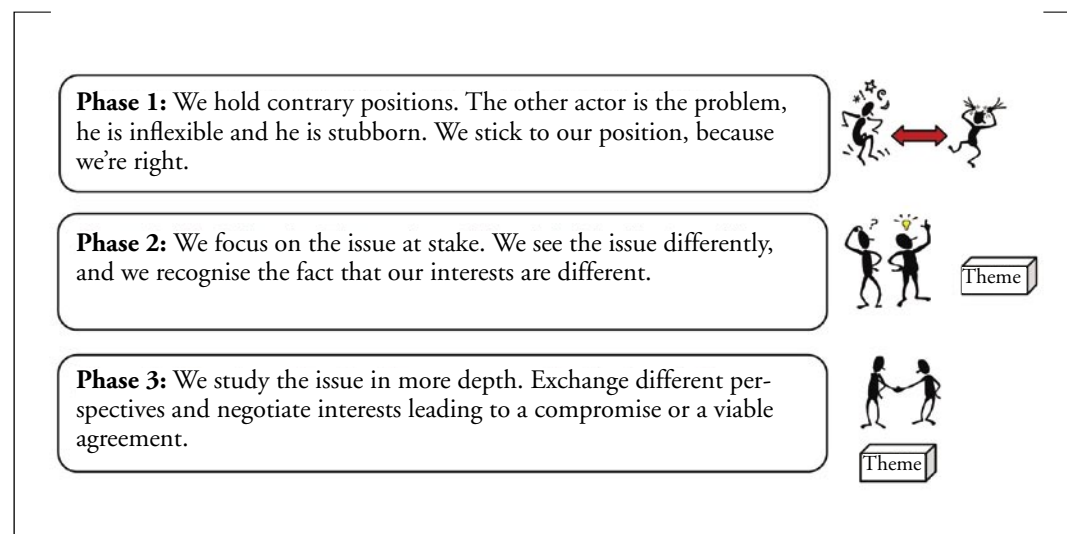 Phase 1: We hold contrary positions. The other actor is the problem,
he is inflexible and he is stubborn. We stick to our position, because
we're right.
Phase 2: We focus on the issue at stake. We see the issue differently,
and we recognise the fact that our interests are different.
Theme
Phase 3: We study the issue in more depth. Exchange different per-
spectives and negotiate interests leading to a compromise or a viable
agreement.
Theme